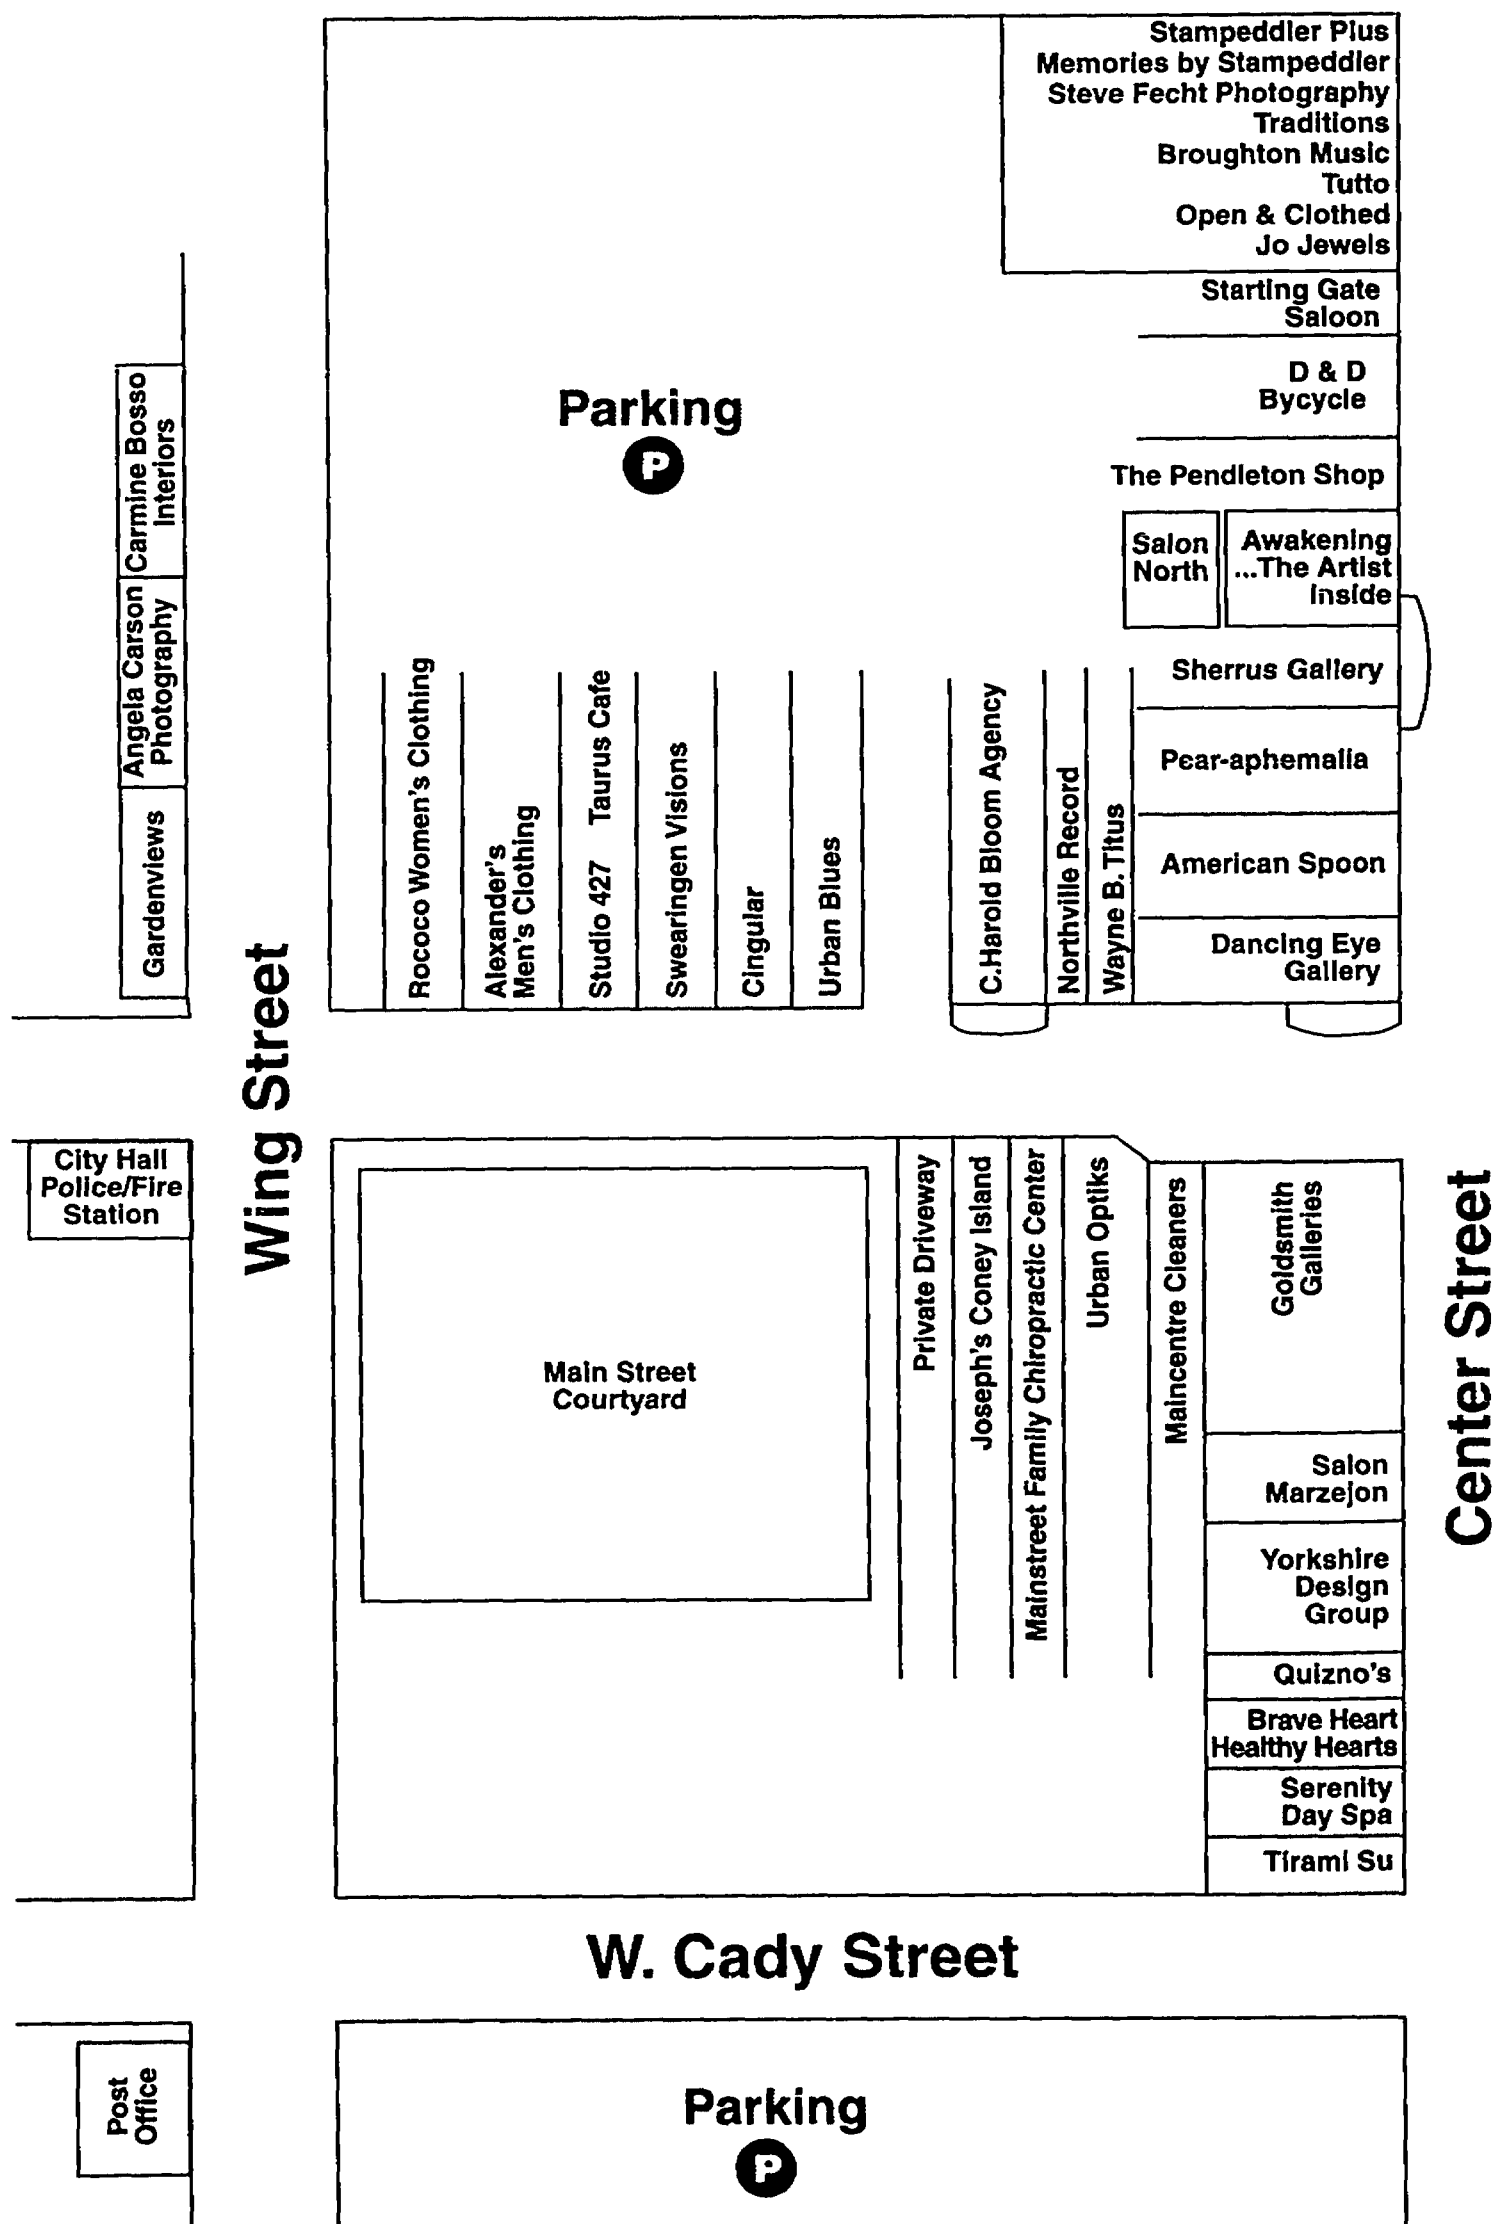 Stampeddler Plus
Memories by Stampeddler
Steve Fecht Photography
Traditions
Broughton Music
Tutto
Open & Clothed
Jo Jewels
Starting Gate
Saloon
D & D
Bycycle
The Pendleton Shop
Salon
North
Awakening
...The Artist
Inside
Sherrus Gallery
Pear-aphemalia
American Spoon
Dancing Eye
Gallery
Parking
P
Carmine Bosso
Interiors
Angela Carson
Photography
Gardenviews
Rococo Women's Clothing
Alexander's
Men's Clothing
Studio 427 Taurus Cafe
Swearingen Visions
Cingular
Urban Blues
C.Harold Bloom Agency
Northville Record
Wayne B. Titus
Wing Street
City Hall
Police/Fire
Station
Main Street
Courtyard
Private Driveway
Joseph's Coney Island
Mainstreet Family Chiropractic Center
Urban Optiks
Maincentre Cleaners
Goldsmith
Galleries
Salon
Marzejon
Yorkshire
Design
Group
Quizno's
Brave Heart
Healthy Hearts
Serenity
Day Spa
Tirami Su
Center Street
W. Cady Street
Post
Office
Parking
P